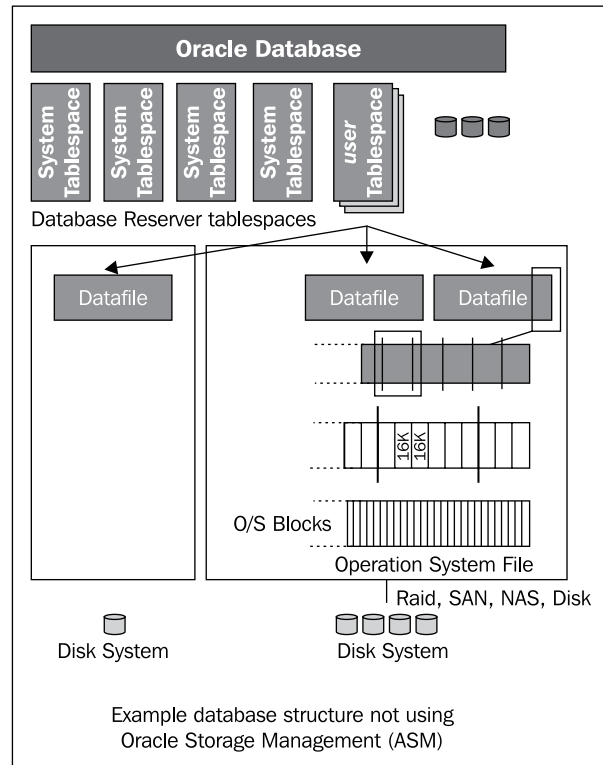 Oracle Database
System
Tablespace
System
Tablespace
System
Tablespace
System
Tablespace
user
Tablespace
Database Reserver tablespaces
Datafile
Datafile
Datafile
16K
16K
O/S Blocks
Operation System File
Raid, SAN, NAS, Disk
Disk System
Disk System
Example database structure not using
Oracle Storage Management (ASM)